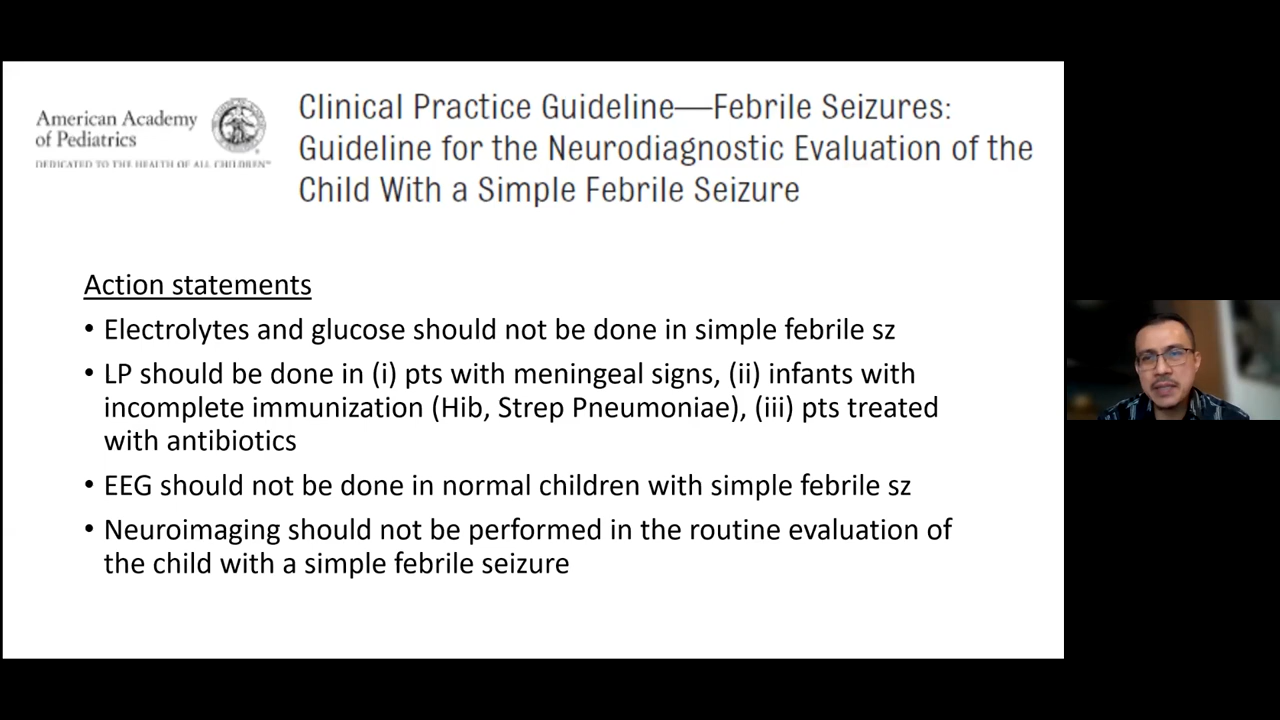 American Academy
of Pediatrics
DEDICATED TO THE HEALTH OF ALL CHILDREN™
Clinical Practice Guideline—Febrile Seizures:
Guideline for the Neurodiagnostic Evaluation of the
Child With a Simple Febrile Seizure
Action statements
• Electrolytes and glucose should not be done in simple febrile sz
• LP should be done in (i) pts with meningeal signs, (ii) infants with
incomplete immunization (Hib, Strep Pneumoniae), (iii) pts treated
with antibiotics
• EEG should not be done in normal children with simple febrile sz
• Neuroimaging should not be performed in the routine evaluation of
the child with a simple febrile seizure